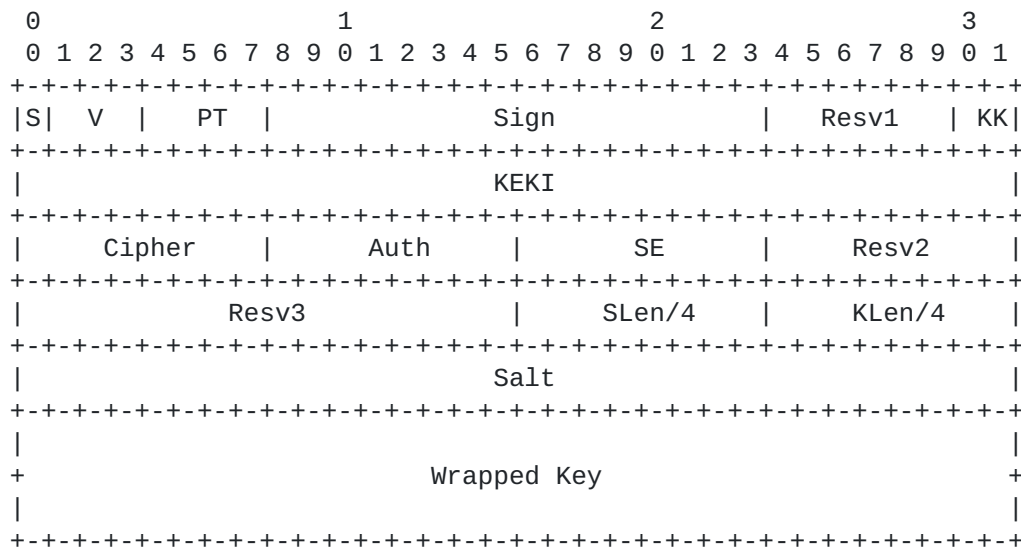 0                   1                   2                   3
 0 1 2 3 4 5 6 7 8 9 0 1 2 3 4 5 6 7 8 9 0 1 2 3 4 5 6 7 8 9 0 1
+-+-+-+-+-+-+-+-+-+-+-+-+-+-+-+-+-+-+-+-+-+-+-+-+-+-+-+-+-+-+-+-+
|S|  V  |   PT  |              Sign             |   Resv1   | KK|
+-+-+-+-+-+-+-+-+-+-+-+-+-+-+-+-+-+-+-+-+-+-+-+-+-+-+-+-+-+-+-+-+
|                              KEKI                             |
+-+-+-+-+-+-+-+-+-+-+-+-+-+-+-+-+-+-+-+-+-+-+-+-+-+-+-+-+-+-+-+-+
|     Cipher    |      Auth     |       SE      |     Resv2     |
+-+-+-+-+-+-+-+-+-+-+-+-+-+-+-+-+-+-+-+-+-+-+-+-+-+-+-+-+-+-+-+-+
|             Resv3             |     SLen/4    |     KLen/4    |
+-+-+-+-+-+-+-+-+-+-+-+-+-+-+-+-+-+-+-+-+-+-+-+-+-+-+-+-+-+-+-+-+
|                              Salt                             |
+-+-+-+-+-+-+-+-+-+-+-+-+-+-+-+-+-+-+-+-+-+-+-+-+-+-+-+-+-+-+-+-+
|                                                               |
+                          Wrapped Key                          +
|                                                               |
+-+-+-+-+-+-+-+-+-+-+-+-+-+-+-+-+-+-+-+-+-+-+-+-+-+-+-+-+-+-+-+-+